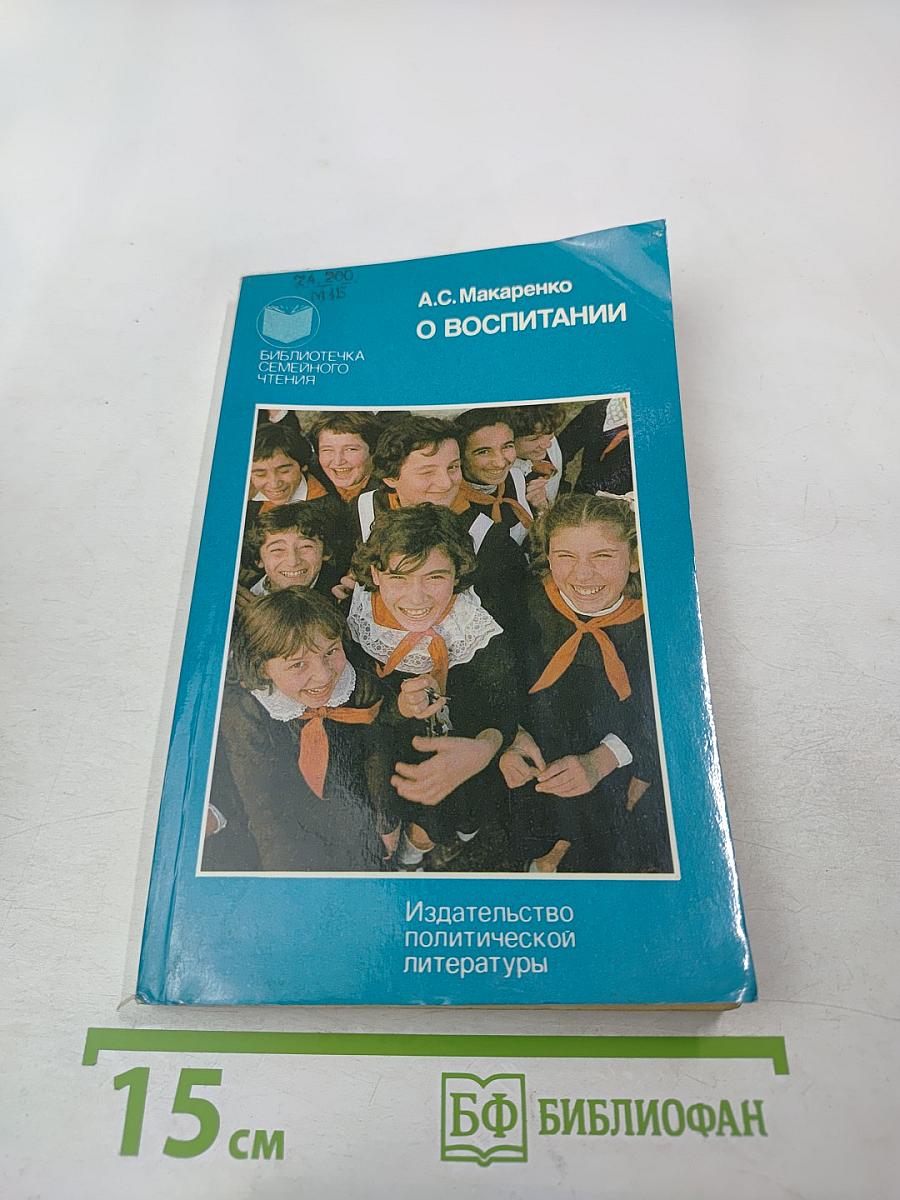 74.200
М15
А.С. Макаренко
О ВОСПИТАНИИ
БИБЛИОТЕЧКА
СЕМЕЙНОГО
ЧТЕНИЯ
Издательство
политической
литературы
15 см
БФ БИБЛИОФАН